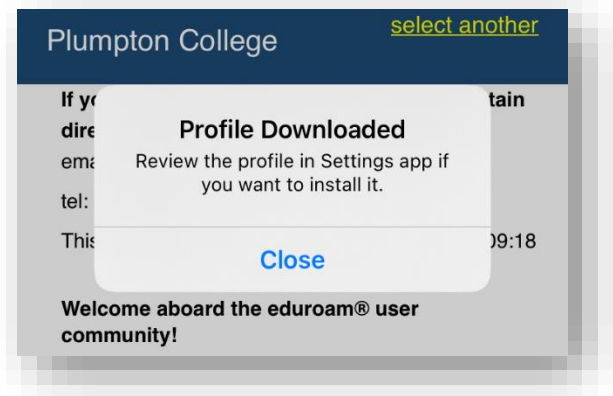 Plumpton College
select another
If yo
tain
dire
Profile Downloaded
ema
Review the profile in Settings app if
you want to install it.
tel:
This
09:18
Close
Welcome aboard the eduroam® user
community!